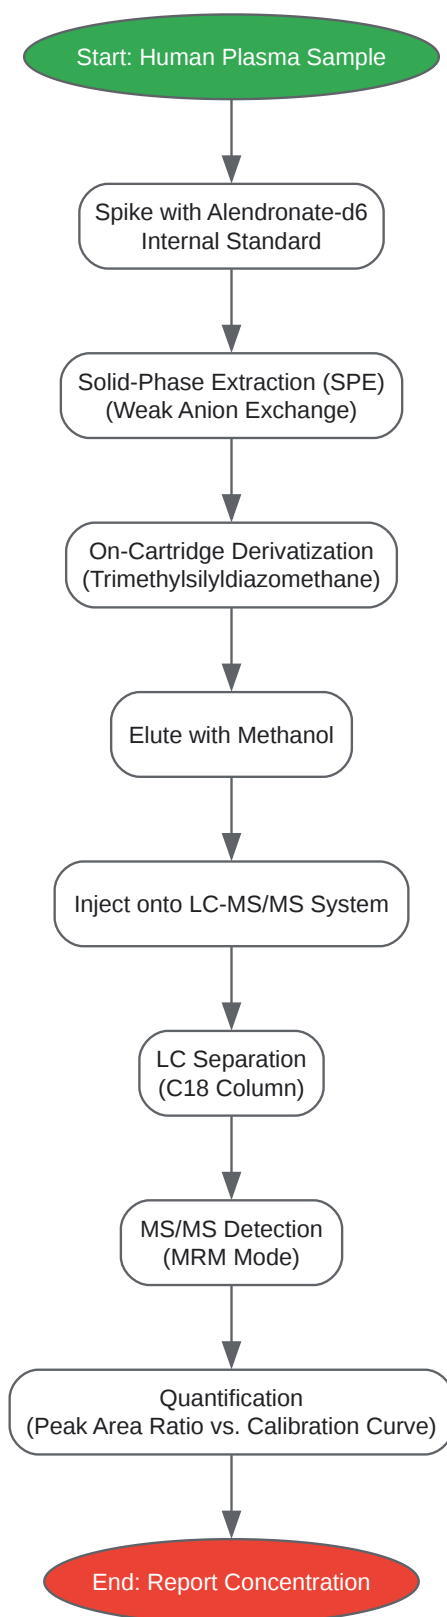 Start: Human Plasma Sample
Spike with Alendronate-d6
Internal Standard
Solid-Phase Extraction (SPE)
(Weak Anion Exchange)
On-Cartridge Derivatization
(Trimethylsilyldiazomethane)
Elute with Methanol
Inject onto LC-MS/MS System
LC Separation
(C18 Column)
MS/MS Detection
(MRM Mode)
Quantification
(Peak Area Ratio vs. Calibration Curve)
End: Report Concentration